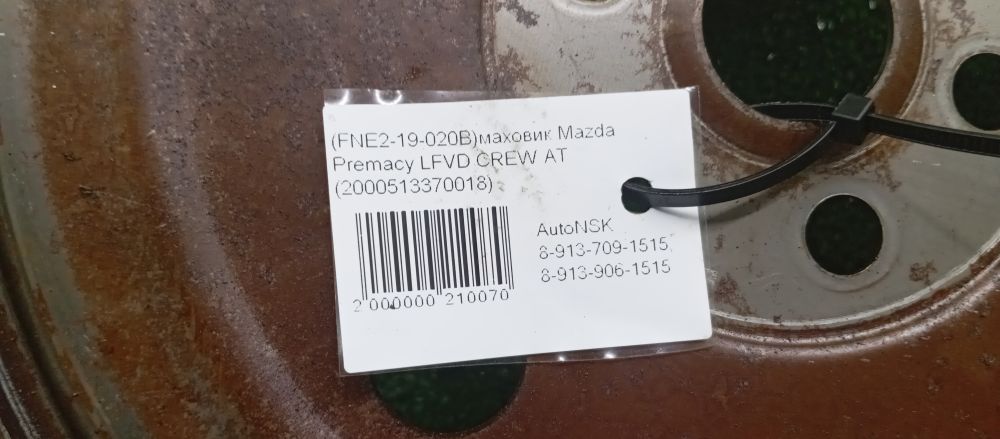 (FNE2-19-020B)маховик Mazda
Premacy LFVD CREW AT
(2000513370018)
AutoNSK
8-913-709-1515
8-913-906-1515
2 000000 210070